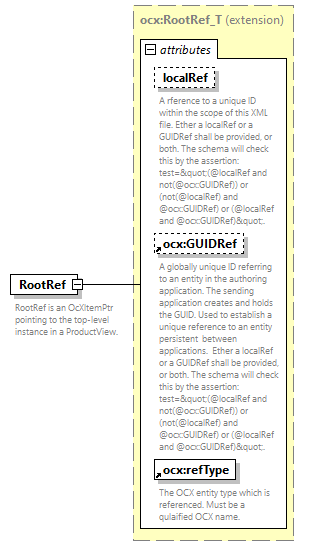 ocx:RootRef_T (extension)
attributes
localRef
A rference to a unique ID
within the scope of this XML
file. Ether a localRef or a
GUIDRef shall be provided, or
both. The schema will check
this by the assertion:
test=&quot;(@localRef and
not(@ocx:GUIDRef)) or
(not(@localRef) and
@ocx:GUIDRef) or (@localRef
and @ocx:GUIDRef)&quot;.
ocx:GUIDRef
A globally unique ID referring
to an entity in the authoring
application. The sending
application creates and holds
the GUID. Used to establish a
unique reference to an entity
persistent between
applications. Ether a localRef
or a GUIDRef shall be provided,
or both. The schema will check
this by the assertion:
test=&quot;(@localRef and
not(@ocx:GUIDRef)) or
(not(@localRef) and
@ocx:GUIDRef) or (@localRef
and @ocx:GUIDRef)&quot;.
RootRef
RootRef is an OcXItemPtr
pointing to the top-level
instance in a ProductView.
ocx:refType
The OCX entity type which is
referenced. Must be a
qulaified OCX name.